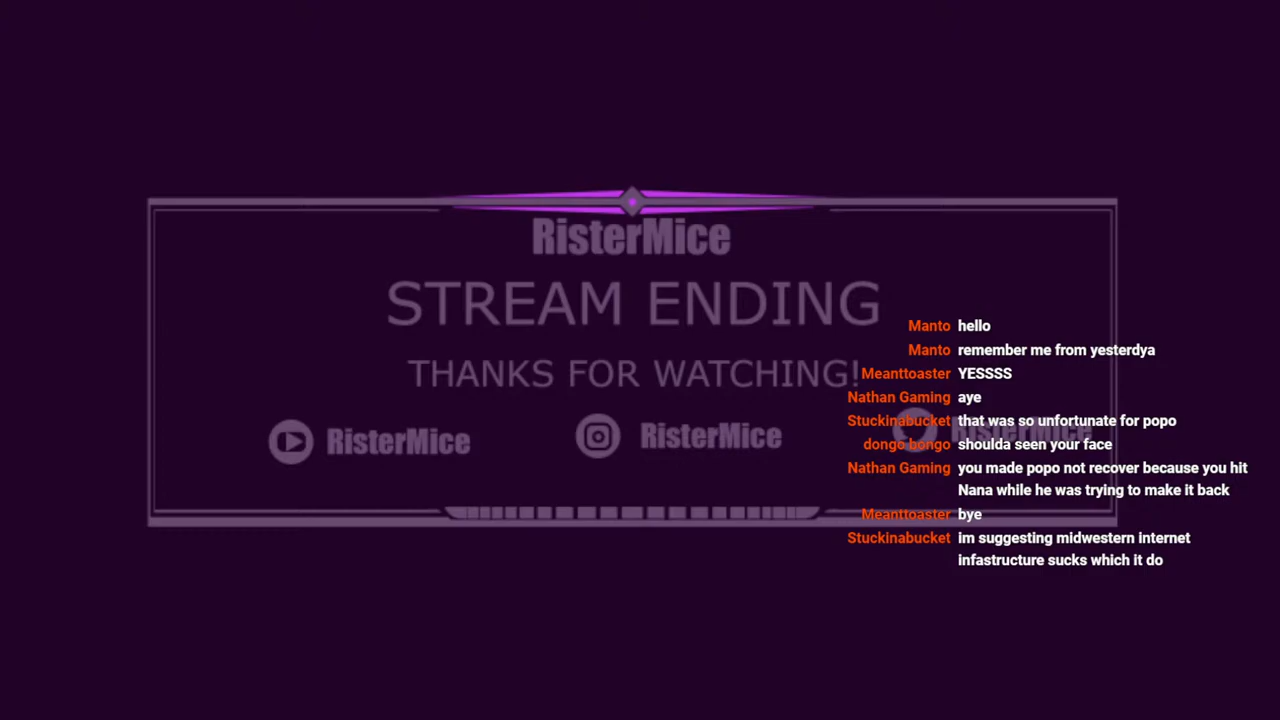 RisterMice
STREAM ENDING
THANKS FOR WATCHING!
RisterMice
RisterMice
RisterMice
Manto hello
Manto remember me from yesterdya
Meanttoaster YESSSS
Nathan Gaming aye
Stuckinabucket that was so unfortunate for popo
dongo bongo shoulda seen your face
Nathan Gaming you made popo not recover because you hit
Nana while he was trying to make it back
Meanttoaster bye
Stuckinabucket im suggesting midwestern internet
infastructure sucks which it do